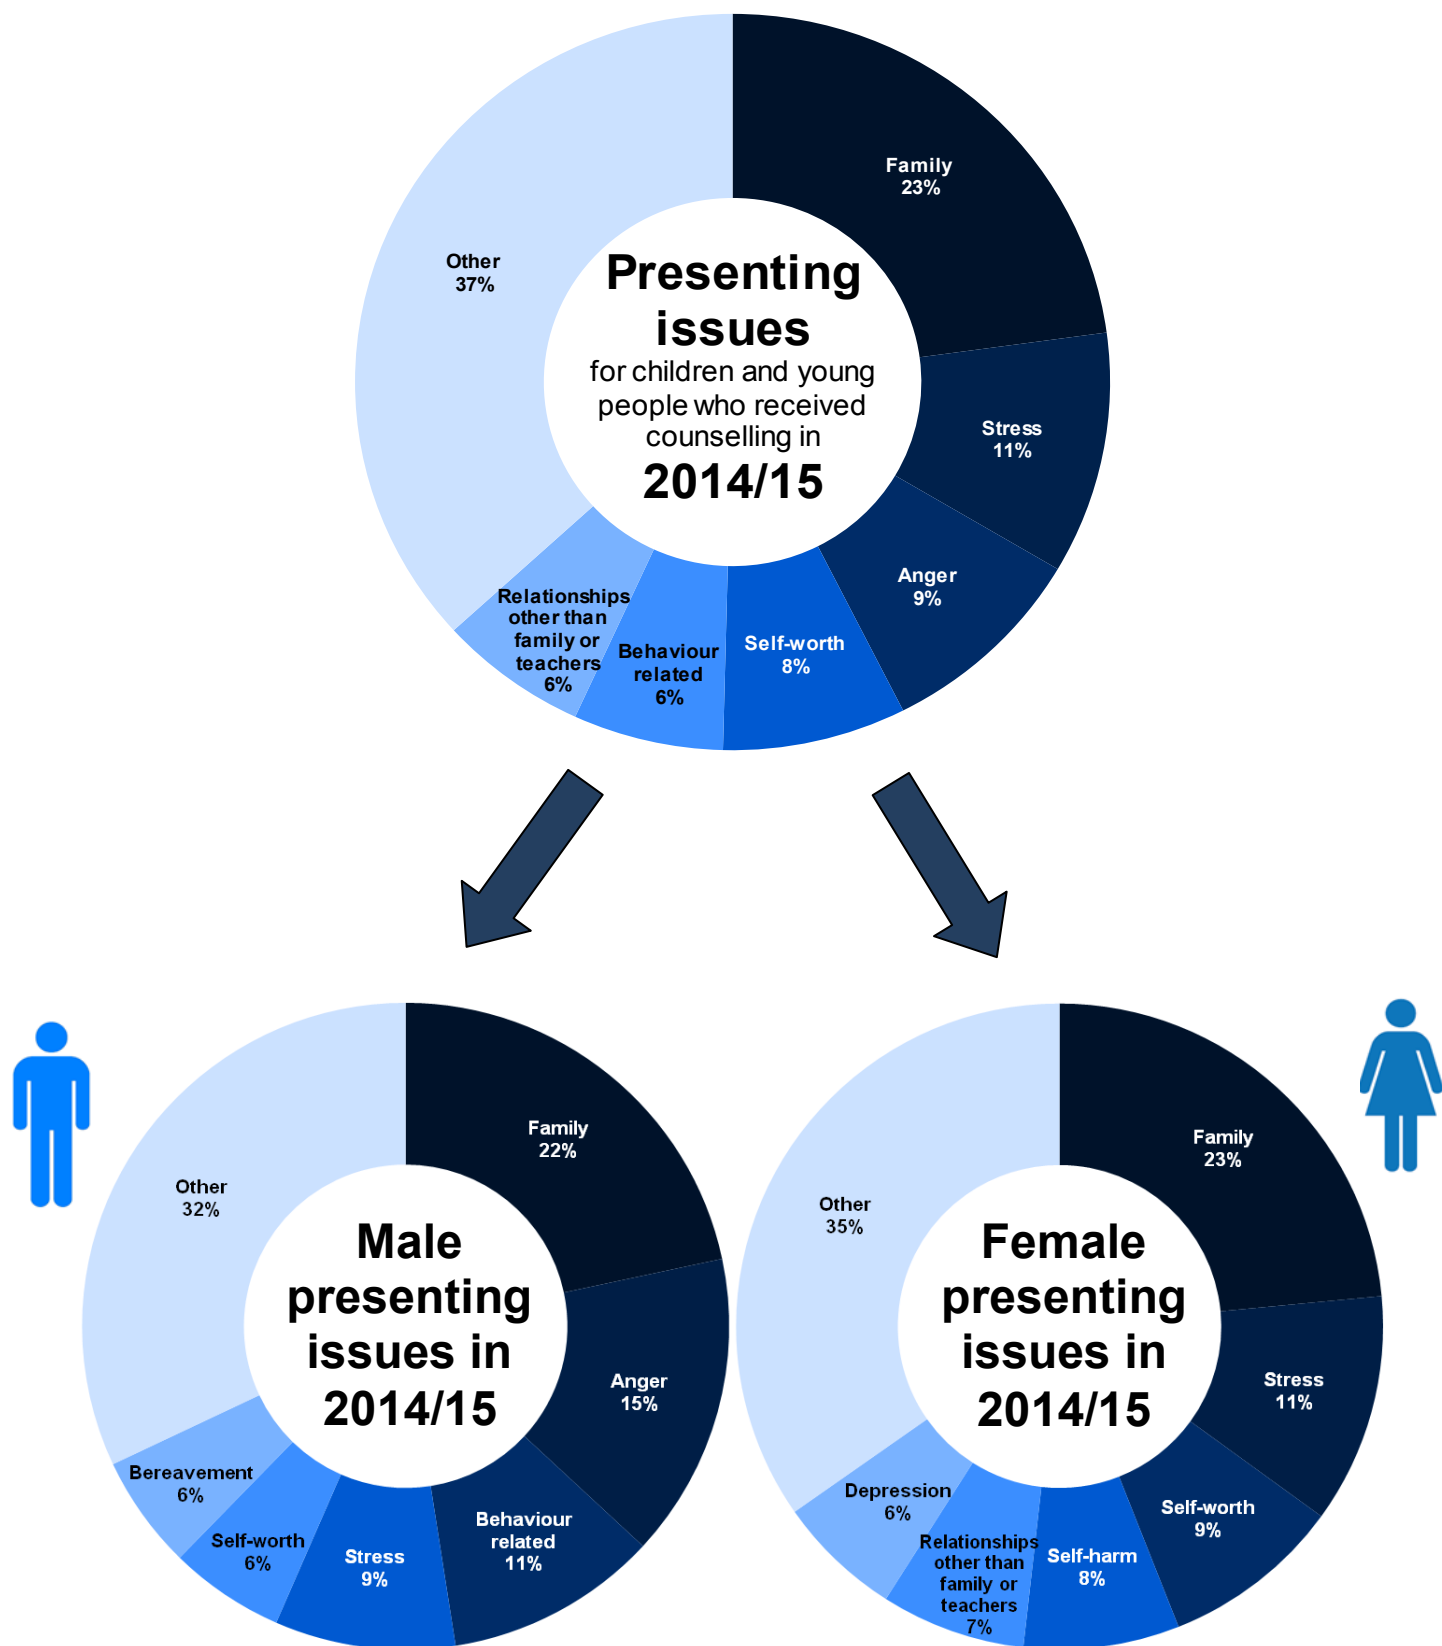 Family
23%
Other
37%
Presenting
issues
for children and young
people who received
counselling in
2014/15
Stress
11%
Anger
9%
Self-worth
8%
Behaviour
related
6%
Relationships
other than
family or
teachers
6%
Family
22%
Other
32%
Male
presenting
issues in
2014/15
Anger
15%
Behaviour
related
11%
Stress
9%
Self-worth
6%
Bereavement
6%
Family
23%
Other
35%
Female
presenting
issues in
2014/15
Stress
11%
Self-worth
9%
Self-harm
8%
Relationships
other than
family or
teachers
7%
Depression
6%